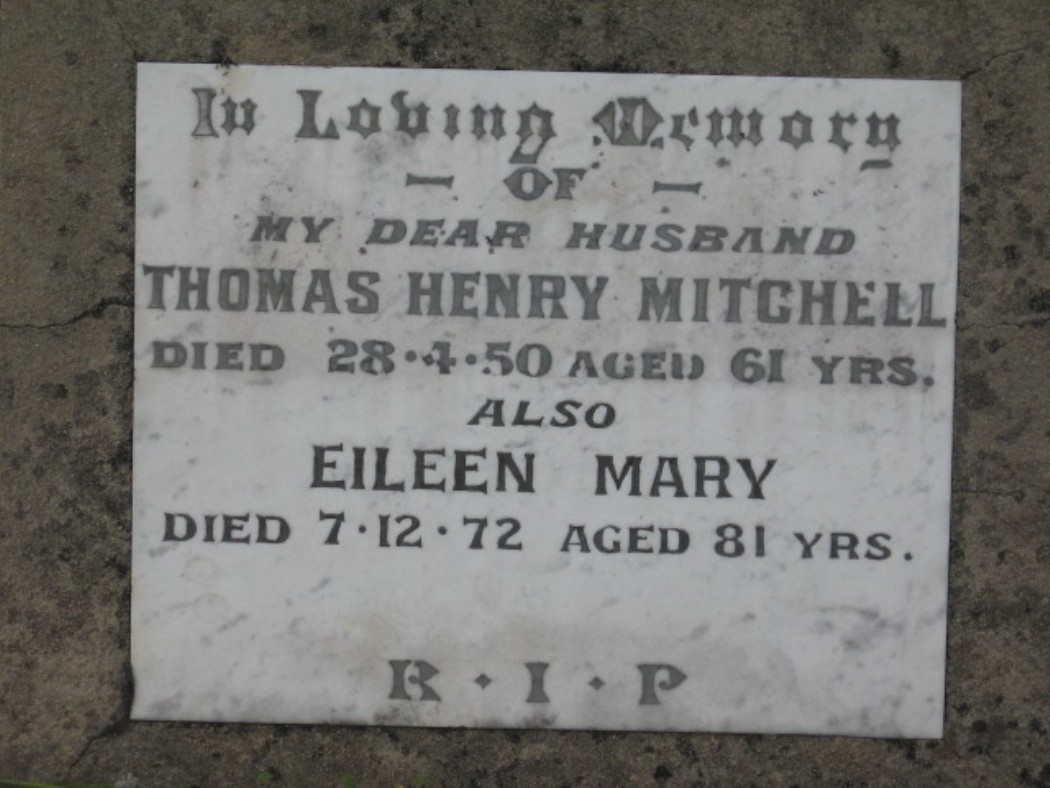 In Loving Memory
— OF —
MY DEAR HUSBAND
THOMAS HENRY MITCHELL
DIED 28·4·50 AGED 61 YRS.
ALSO
EILEEN MARY
DIED 7·12·72 AGED 81 YRS.
R·I·P